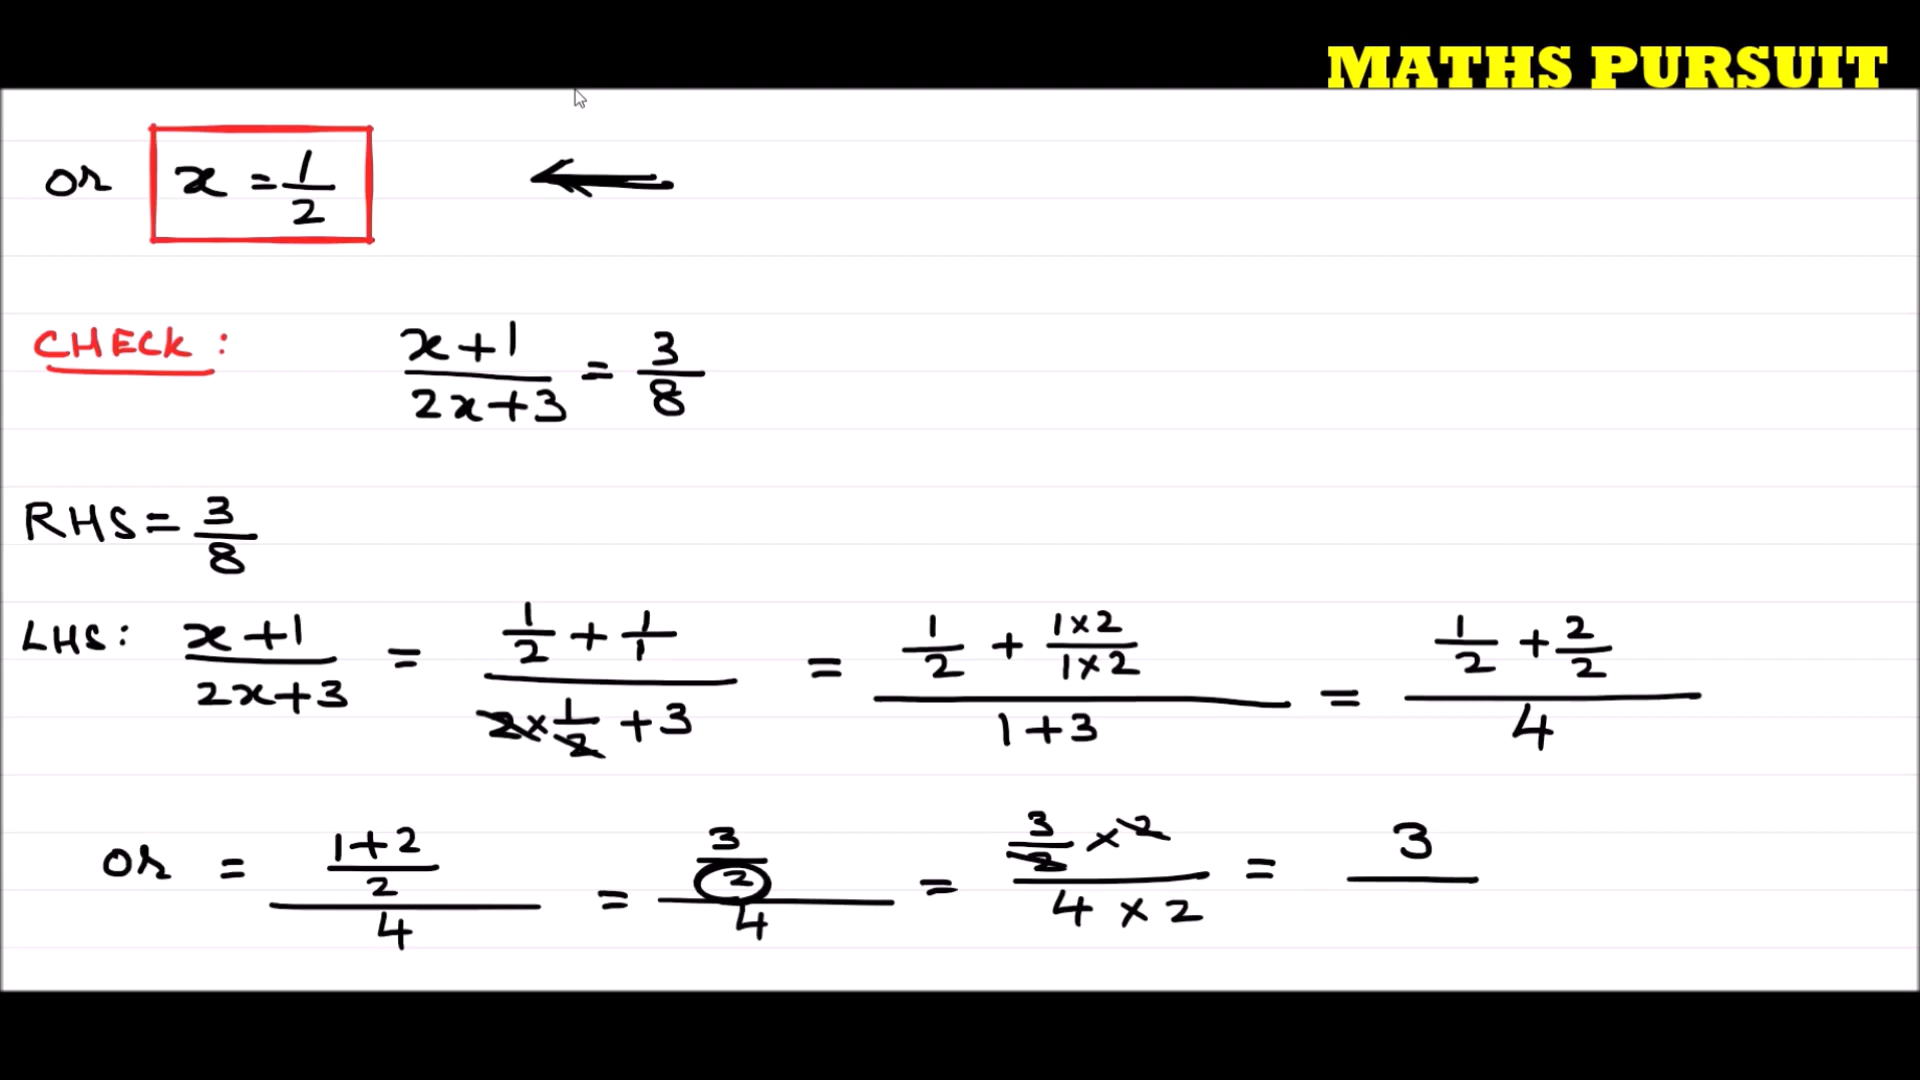 MATHS PURSUIT
or x = 1/2
CHECK : (x+1)/(2x+3) = 3/8
RHS = 3/8
LHS : (x+1)/(2x+3) = (1/2 + 1/1)/(2×1/2 + 3) = (1/2 + (1×2)/(1×2))/(1+3) = (1/2 + 2/2)/4
or = ((1+2)/2)/4 = (3/2)/4 = (3/2 × 2)/(4 × 2) = 3/